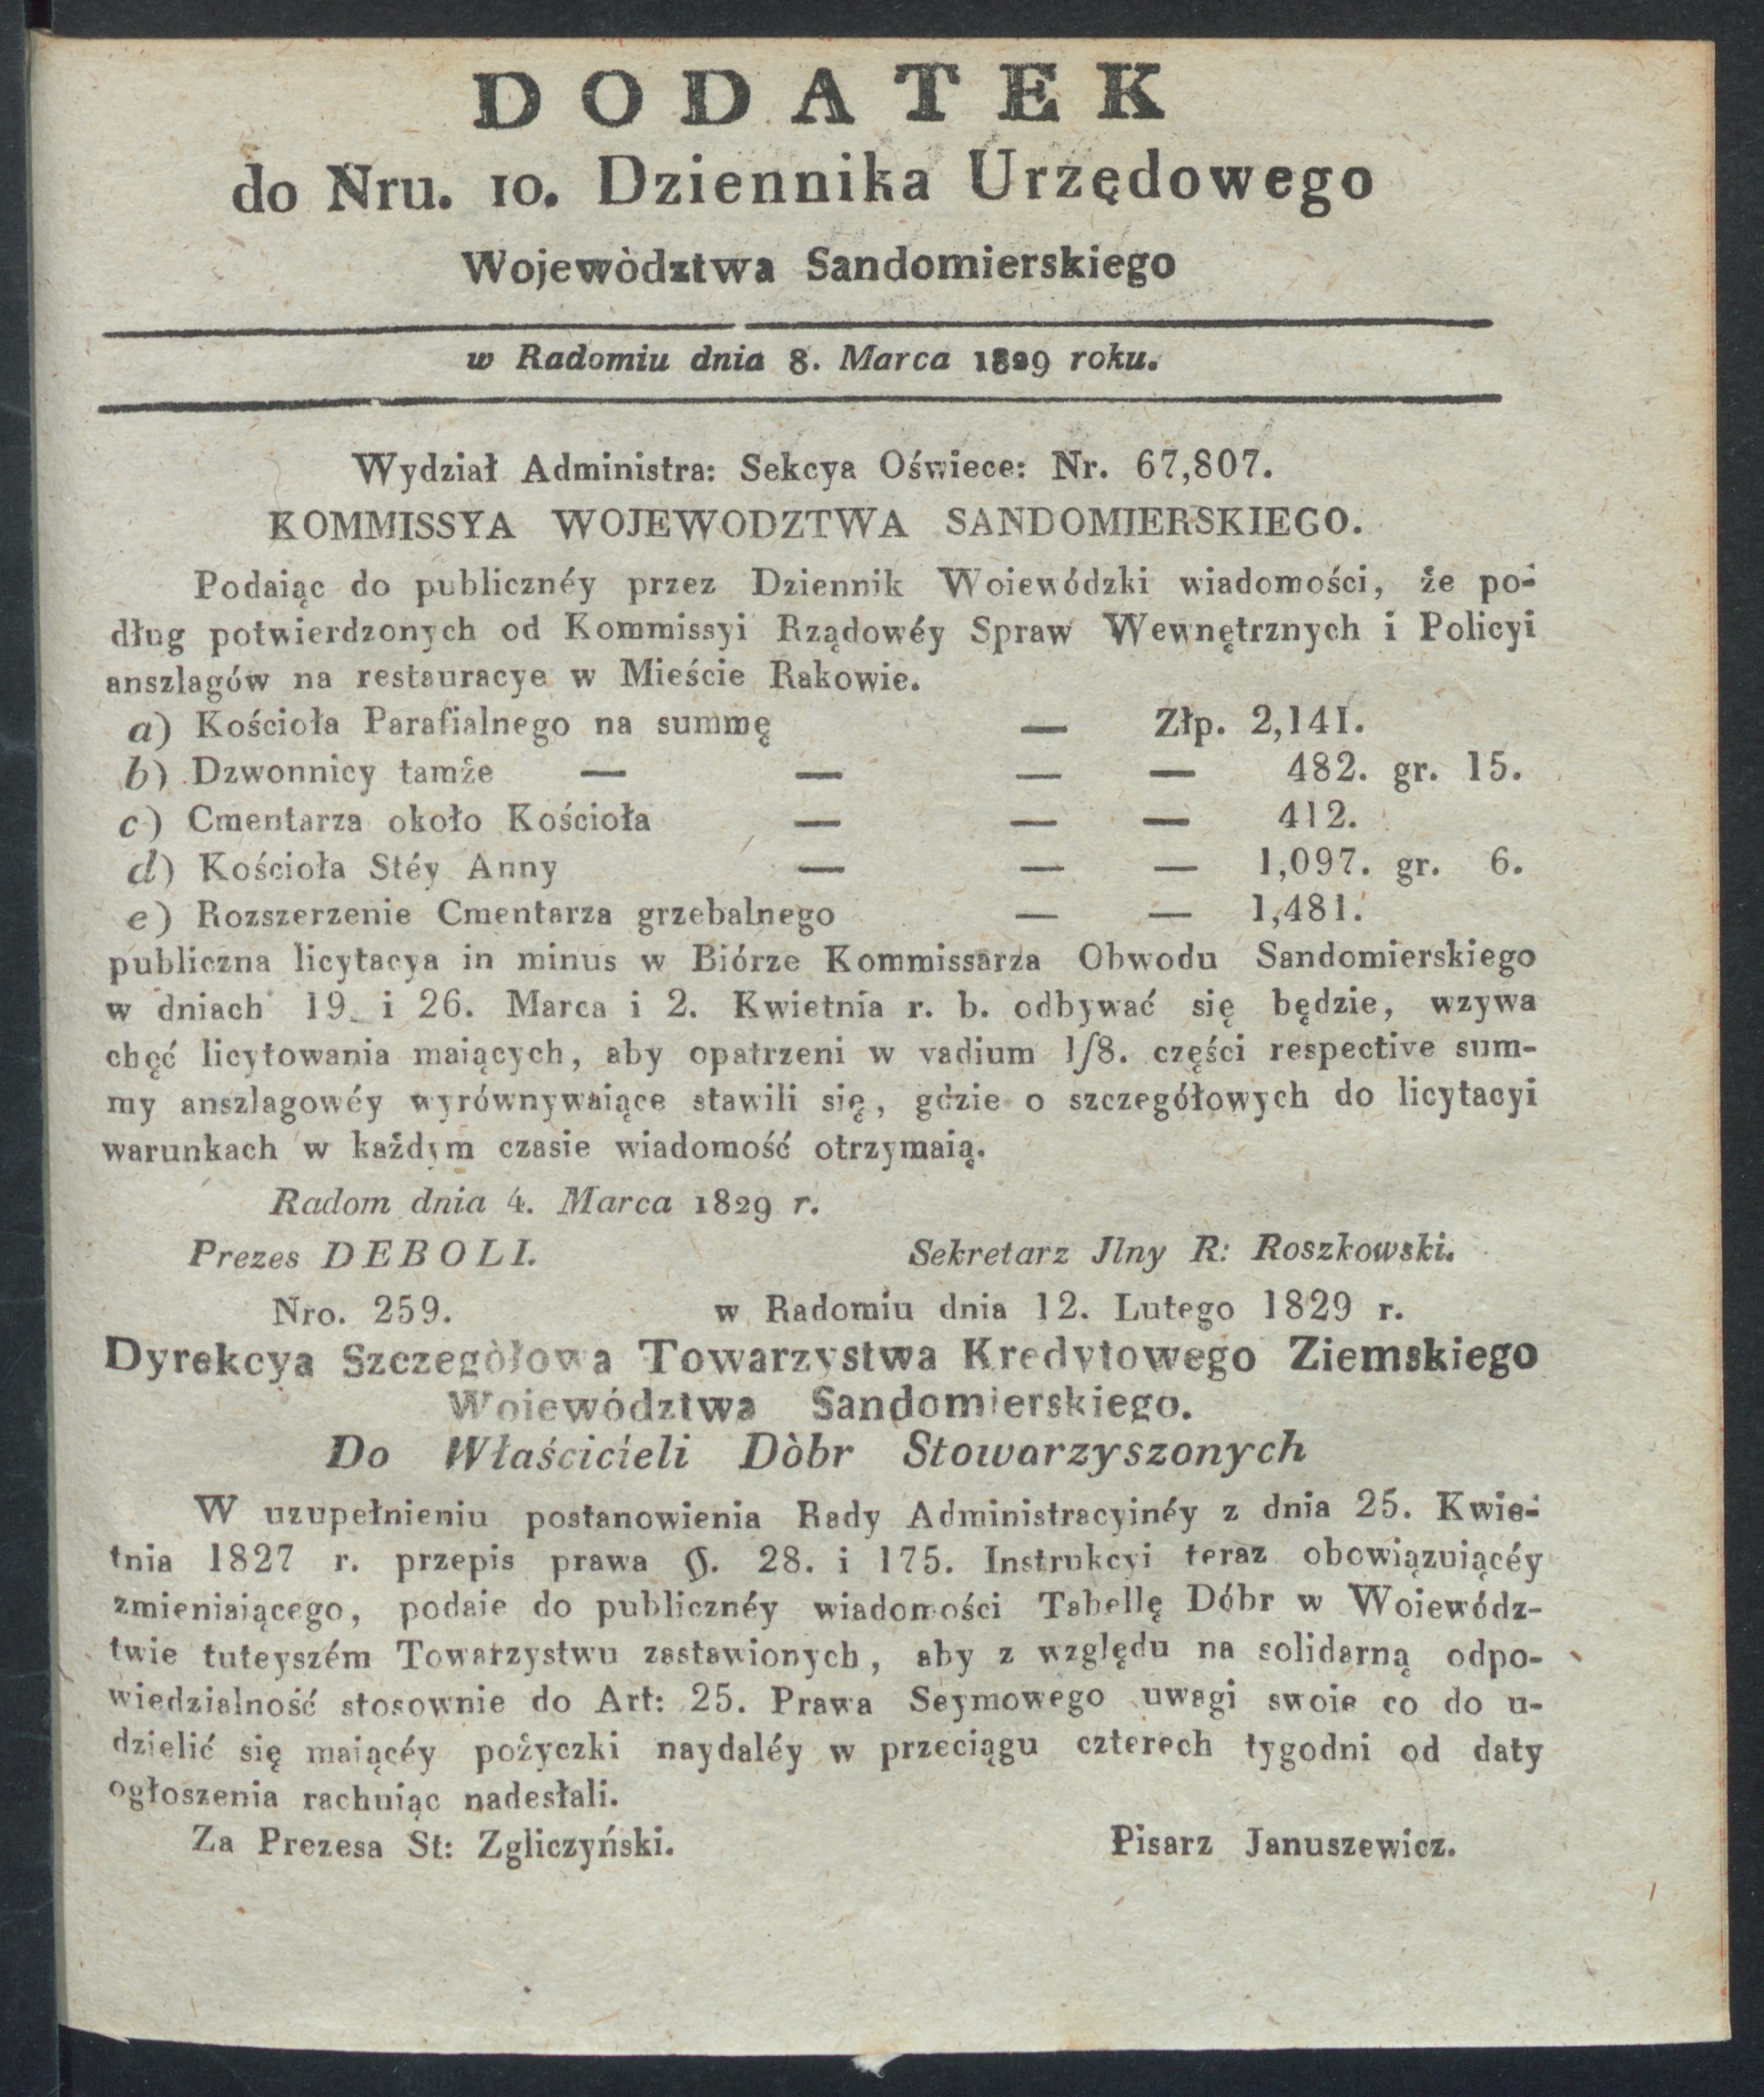 DODATEK
do Nru. 10. Dziennika Urzędowego
Wojewòdztwa Sandomierskiego
w Radomiu dnia 8. Marca 1829 roku.
Wydział Administra: Sekcya Oświece: Nr. 67,807.
KOMMISSYA WOJEWODZTWA SANDOMIERSKIEGO.
Podaiąc do publicznéy przez Dziennik Woiewódzki wiadomości, że po-
dług potwierdzonych od Kommissyi Rządowéy Spraw Wewnętrznych i Policyi
anszlagów na restauracye w Mieście Rakowie.
a) Kościoła Parafialnego na summę — Złp. 2,141.
b) Dzwonnicy tamże — — — — 482. gr. 15.
c) Cmentarza około Kościoła — — — 412.
d) Kościoła Stéy Anny — — — 1,097. gr. 6.
e) Rozszerzenie Cmentarza grzebalnego — — 1,481.
publiczna licytacya in minus w Biórze Kommissarza Obwodu Sandomierskiego
w dniach 19. i 26. Marca i 2. Kwietnia r. b. odbywać się będzie, wzywa
chęć licytowania maiących, aby opatrzeni w vadium 1/8. części respective sum-
my anszlagowéy wyrównywaiące stawili się, gdzie o szczegółowych do licytacyi
warunkach w każdym czasie wiadomość otrzymaią.
Radom dnia 4. Marca 1829 r.
Prezes DEBOLI. Sekretarz Jlny R: Roszkowski.
Nro. 259. w Radomiu dnia 12. Lutego 1829 r.
Dyrekcya Szczegòłowa Towarzystwa Kredytowego Ziemskiego
Woiewództwa Sandomierskiego.
Do Właścicieli Dòbr Stowarzyszonych
W uzupełnieniu postanowienia Rady Administracyinéy z dnia 25. Kwie-
tnia 1827 r. przepis prawa §. 28. i 175. Instrukcyi teraz obowiązuiącéy
zmieniaiącego, podaie do publicznéy wiadomości Tabellę Dóbr w Woiewódz-
twie tuteyszém Towarzystwu zastawionych, aby z względu na solidarną odpo-
wiedzialność stosownie do Art: 25. Prawa Seymowego uwagi swoie co do u-
dzielić się maiącéy pożyczki naydaléy w przeciągu czterech tygodni od daty
ogłoszenia rachuiąc nadesłali.
Za Prezesa St: Zgliczyński. Pisarz Januszewicz.